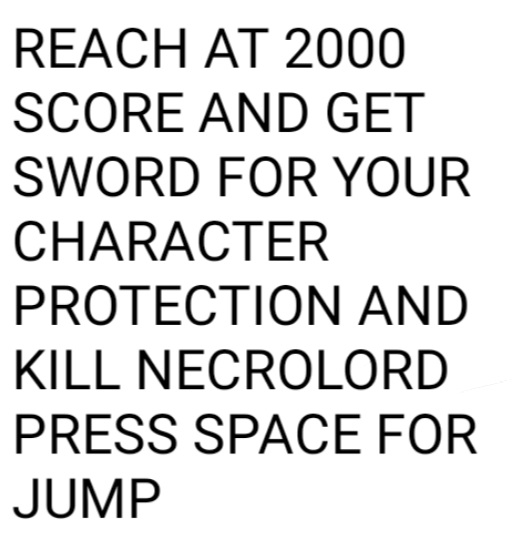 REACH AT 2000
SCORE AND GET
SWORD FOR YOUR
CHARACTER
PROTECTION AND
KILL NECROLORD
PRESS SPACE FOR
JUMP